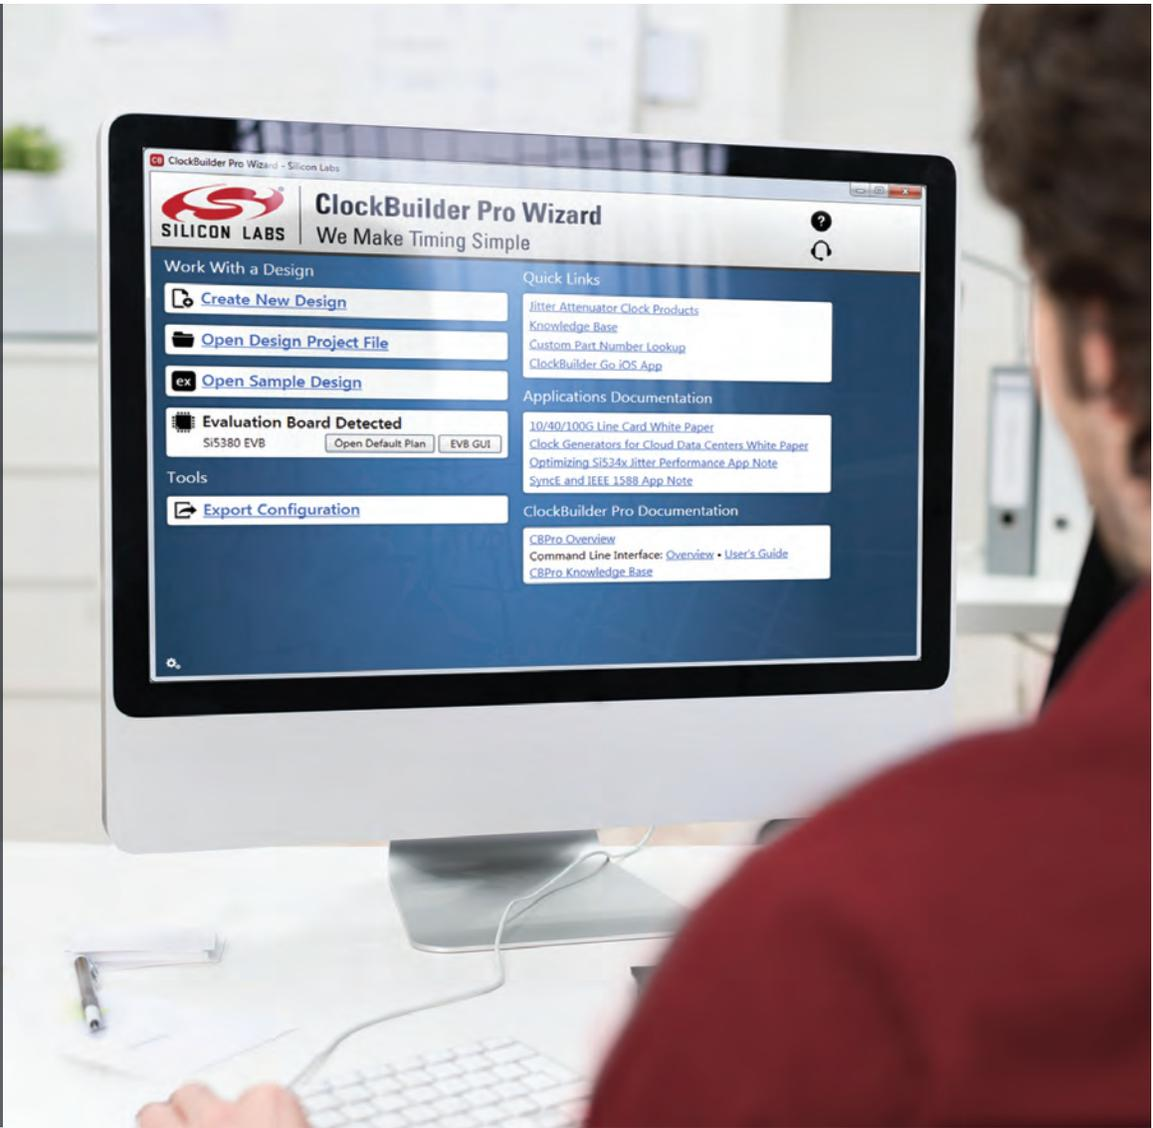 CB ClockBuilder Pro Wizard - Silicon Labs
SILICON LABS
ClockBuilder Pro Wizard
We Make Timing Simple
?
Work With a Design
Create New Design
Open Design Project File
ex Open Sample Design
Evaluation Board Detected
Si5380 EVB
Open Default Plan
EVB GUI
Tools
Export Configuration
Quick Links
Jitter Attenuator Clock Products
Knowledge Base
Custom Part Number Lookup
ClockBuilder Go iOS App
Applications Documentation
10/40/100G Line Card White Paper
Clock Generators for Cloud Data Centers White Paper
Optimizing Si534x Jitter Performance App Note
SyncE and IEEE 1588 App Note
ClockBuilder Pro Documentation
CBPro Overview
Command Line Interface: Overview • User's Guide
CBPro Knowledge Base